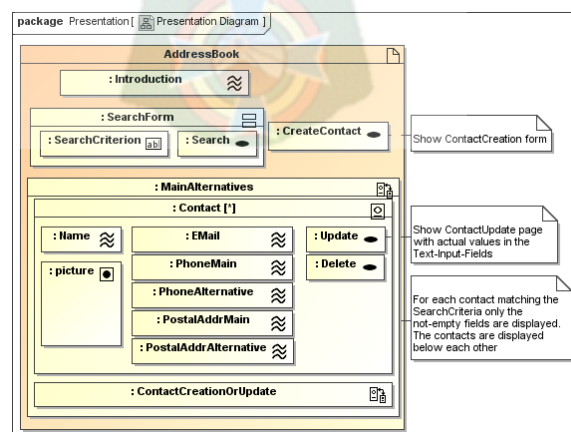 package Presentation [ Presentation Diagram ]
AddressBook
: Introduction
: SearchForm
: SearchCriterion ab
: Search
: CreateContact
Show ContactCreation form
: MainAlternatives
: Contact [*]
: Name
: EMail
: Update
Show ContactUpdate page
with actual values in the
Text-Input-Fields
: picture
: PhoneMain
: Delete
: PhoneAlternative
: PostalAddrMain
: PostalAddrAlternative
For each contact matching the
SearchCriteria only the
not-empty fields are displayed.
The contacts are displayed
below each other
: ContactCreationOrUpdate